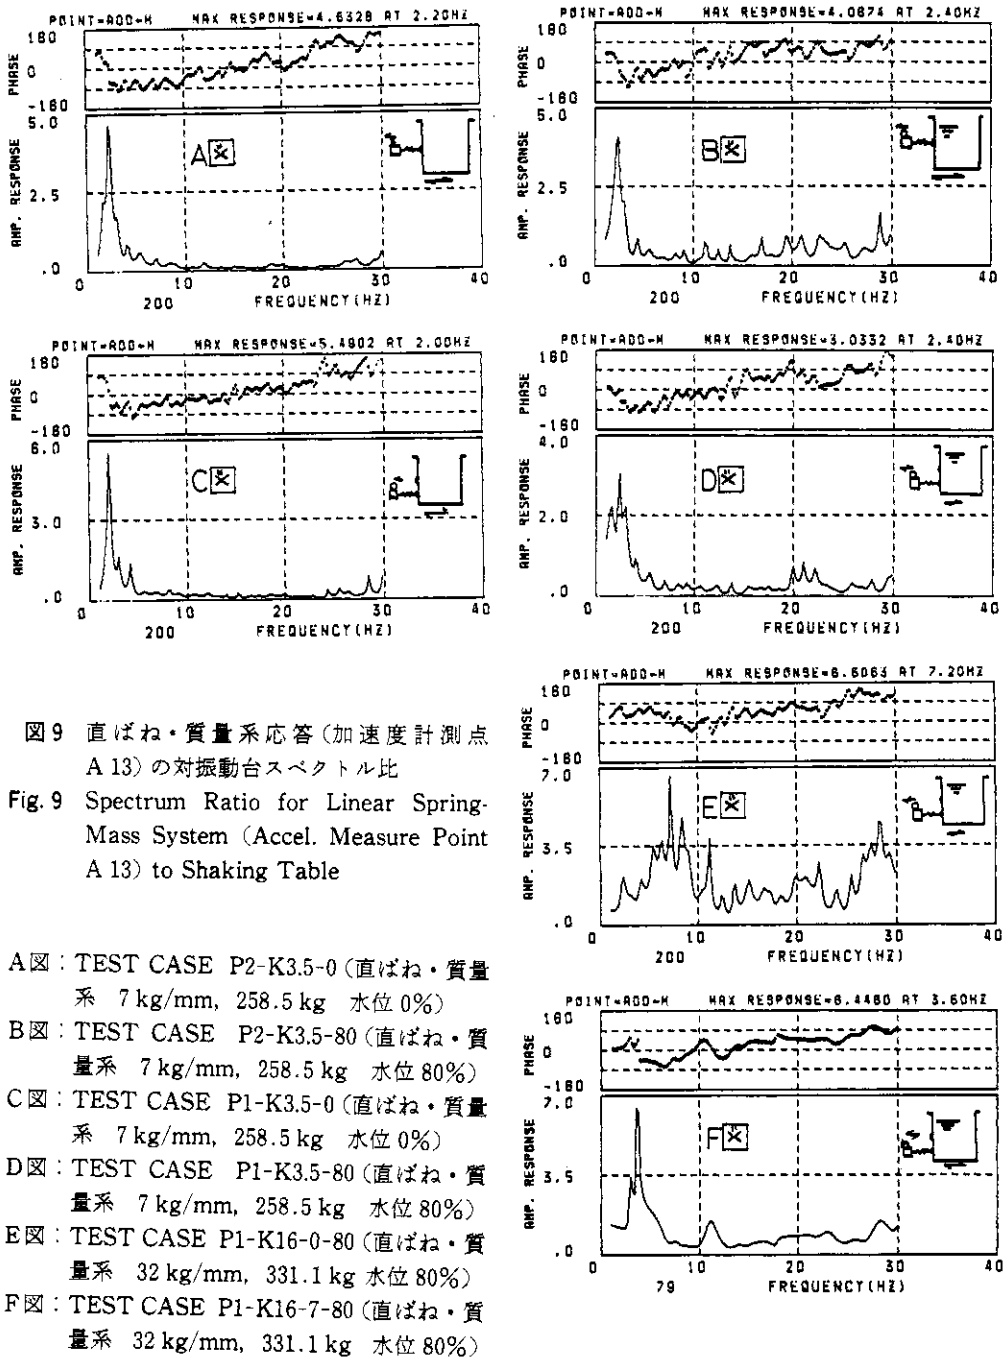 POINT=ADD-M MAX RESPONSE=4.6328 AT 2.20HZ
180
0
-180
PHASE
5.0
2.5
.0
AMP. RESPONSE
A図
0 10 20 30 40
200 FREQUENCY(HZ)
POINT=ADD-M MAX RESPONSE=4.0874 AT 2.40HZ
180
0
-180
PHASE
5.0
2.5
.0
AMP. RESPONSE
B図
0 10 20 30 40
200 FREQUENCY(HZ)
POINT=ADD-M MAX RESPONSE=5.4802 AT 2.00HZ
180
0
-180
PHASE
6.0
3.0
.0
AMP. RESPONSE
C図
0 10 20 30 40
200 FREQUENCY(HZ)
POINT=ADD-M MAX RESPONSE=3.0332 AT 2.40HZ
180
0
-180
PHASE
4.0
2.0
.0
AMP. RESPONSE
D図
0 10 20 30 40
200 FREQUENCY(HZ)
POINT=ADD-M MAX RESPONSE=6.6063 AT 7.20HZ
180
0
-180
PHASE
7.0
3.5
.0
AMP. RESPONSE
E図
0 10 20 30 40
200 FREQUENCY(HZ)
POINT=ADD-M MAX RESPONSE=6.4460 AT 3.60HZ
180
0
-180
PHASE
7.0
3.5
.0
AMP. RESPONSE
F図
0 10 20 30 40
79 FREQUENCY(HZ)
図9 直ばね・質量系応答(加速度計測点
A 13)の対振動台スペクトル比
Fig. 9 Spectrum Ratio for Linear Spring-
Mass System (Accel. Measure Point
A 13) to Shaking Table
A図:TEST CASE P2-K3.5-0(直ばね・質量
系 7 kg/mm, 258.5 kg 水位 0%)
B図:TEST CASE P2-K3.5-80(直ばね・質
量系 7 kg/mm, 258.5 kg 水位 80%)
C図:TEST CASE P1-K3.5-0(直ばね・質量
系 7 kg/mm, 258.5 kg 水位 0%)
D図:TEST CASE P1-K3.5-80(直ばね・質
量系 7 kg/mm, 258.5 kg 水位 80%)
E図:TEST CASE P1-K16-0-80(直ばね・質
量系 32 kg/mm, 331.1 kg 水位 80%)
F図:TEST CASE P1-K16-7-80(直ばね・質
量系 32 kg/mm, 331.1 kg 水位 80%)